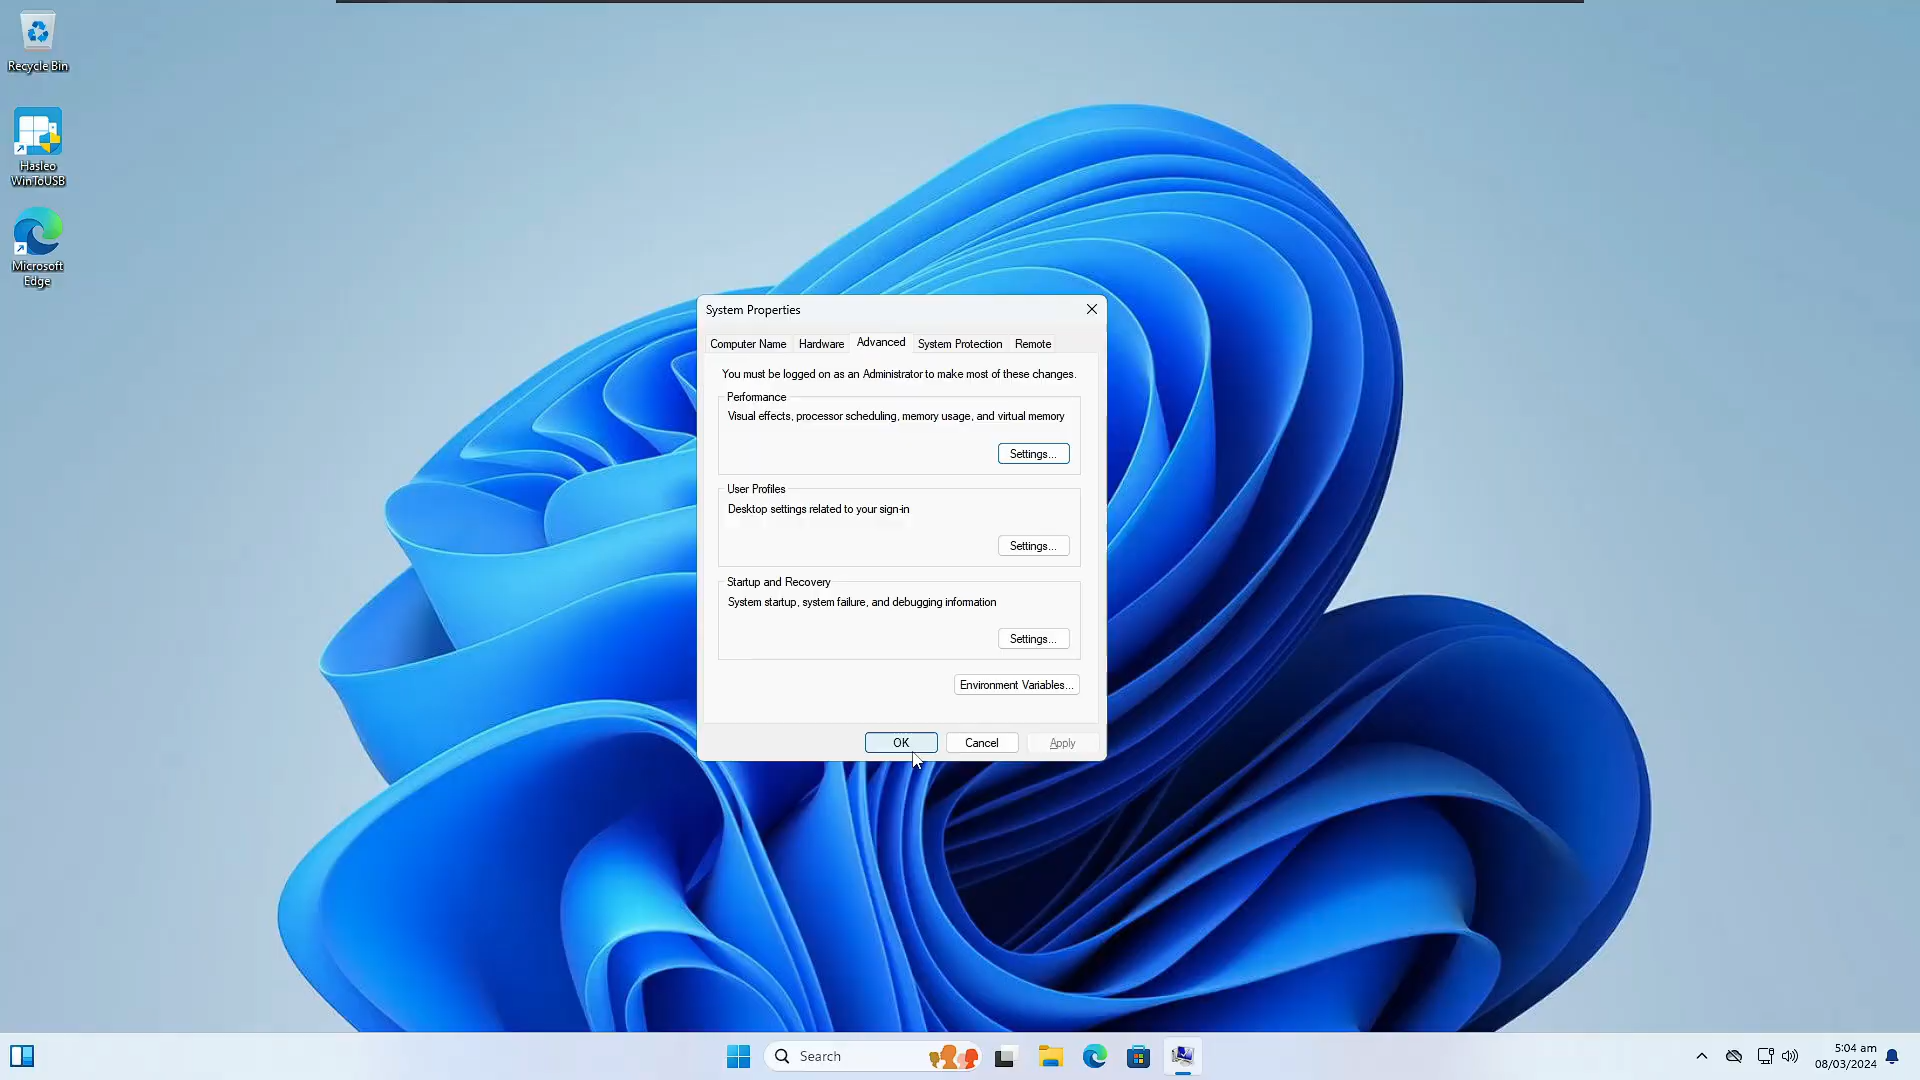 Recycle Bin
Hasleo
WinToUSB
Microsoft
Edge
System Properties
Computer Name
Hardware
Advanced
System Protection
Remote
You must be logged on as an Administrator to make most of these changes.
Performance
Visual effects, processor scheduling, memory usage, and virtual memory
Settings...
User Profiles
Desktop settings related to your sign-in
Settings...
Startup and Recovery
System startup, system failure, and debugging information
Settings...
Environment Variables...
OK
Cancel
Apply
Search
5:04 am
08/03/2024